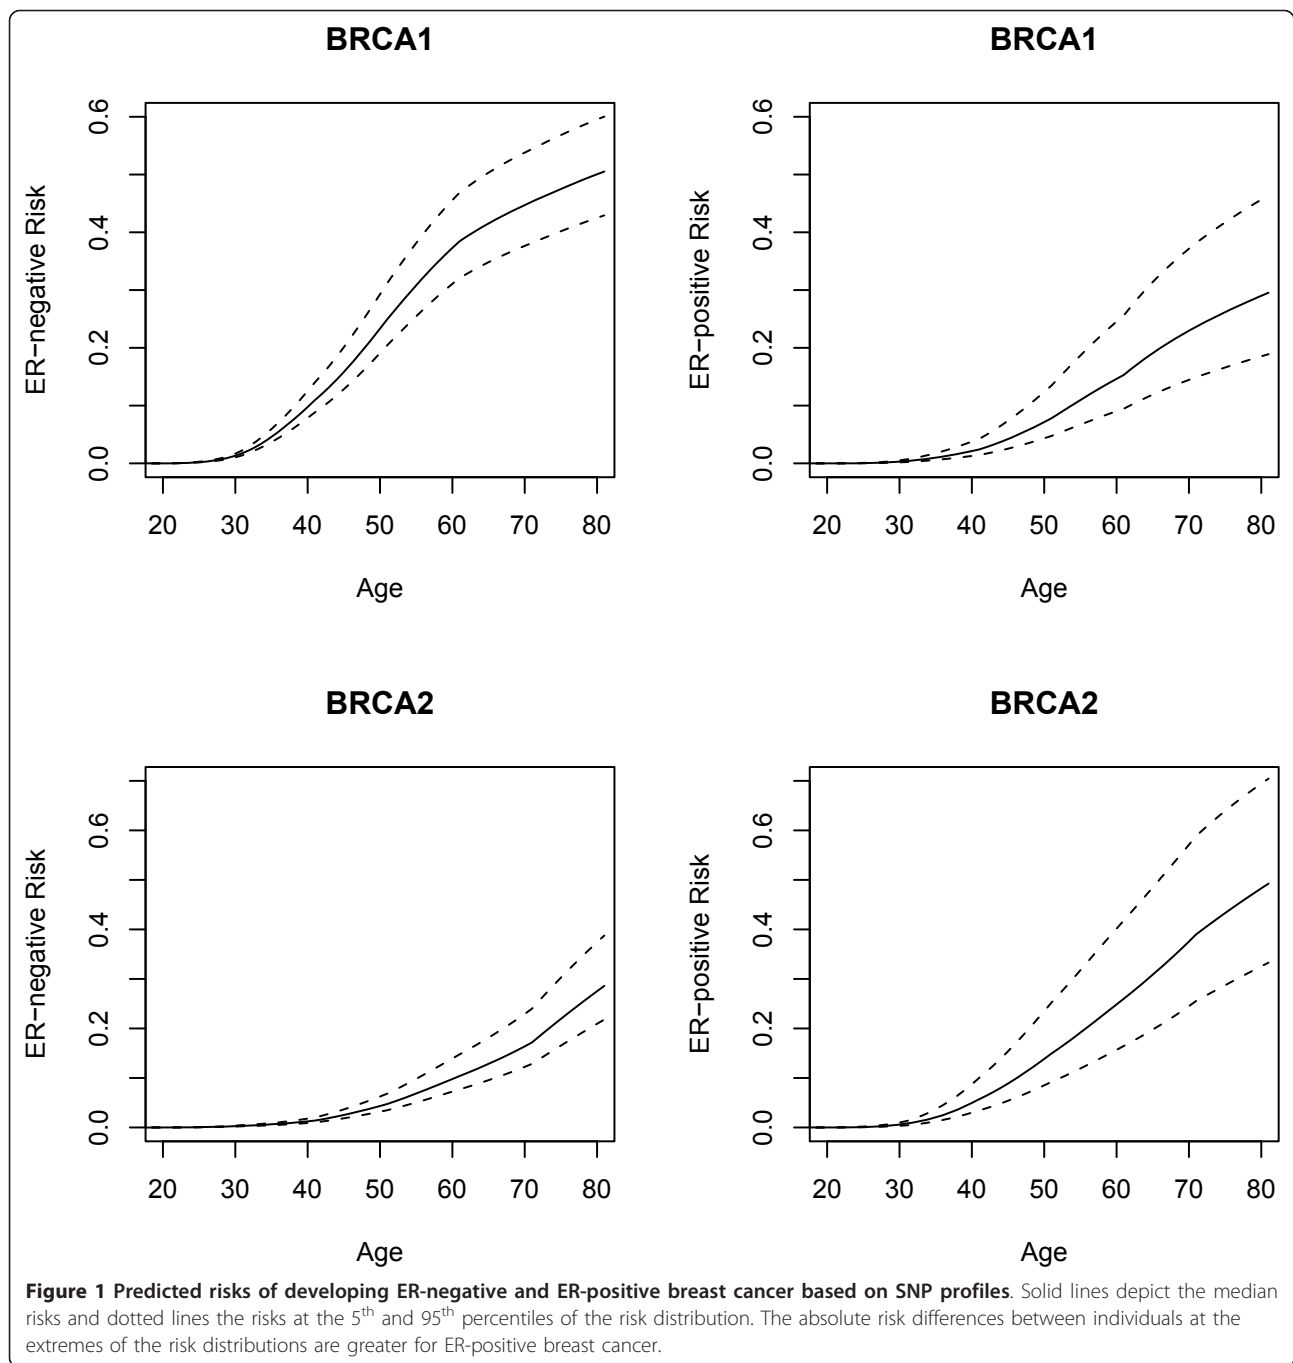 BRCA1
ER−negative Risk
0.0 0.2 0.4 0.6
20 30 40 50 60 70 80
Age
BRCA1
ER−positive Risk
0.0 0.2 0.4 0.6
20 30 40 50 60 70 80
Age
BRCA2
ER−negative Risk
0.0 0.2 0.4 0.6
20 30 40 50 60 70 80
Age
BRCA2
ER−positive Risk
0.0 0.2 0.4 0.6
20 30 40 50 60 70 80
Age
Figure 1 Predicted risks of developing ER-negative and ER-positive breast cancer based on SNP profiles. Solid lines depict the median
risks and dotted lines the risks at the 5th and 95th percentiles of the risk distribution. The absolute risk differences between individuals at the
extremes of the risk distributions are greater for ER-positive breast cancer.